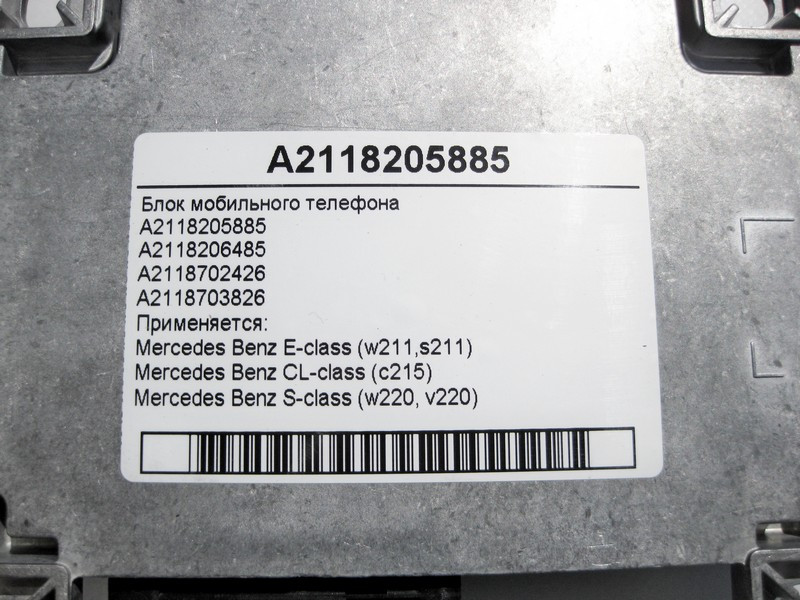 A2118205885
Блок мобильного телефона
A2118205885
A2118206485
A2118702426
A2118703826
Применяется:
Mercedes Benz E-class (w211,s211)
Mercedes Benz CL-class (c215)
Mercedes Benz S-class (w220, v220)